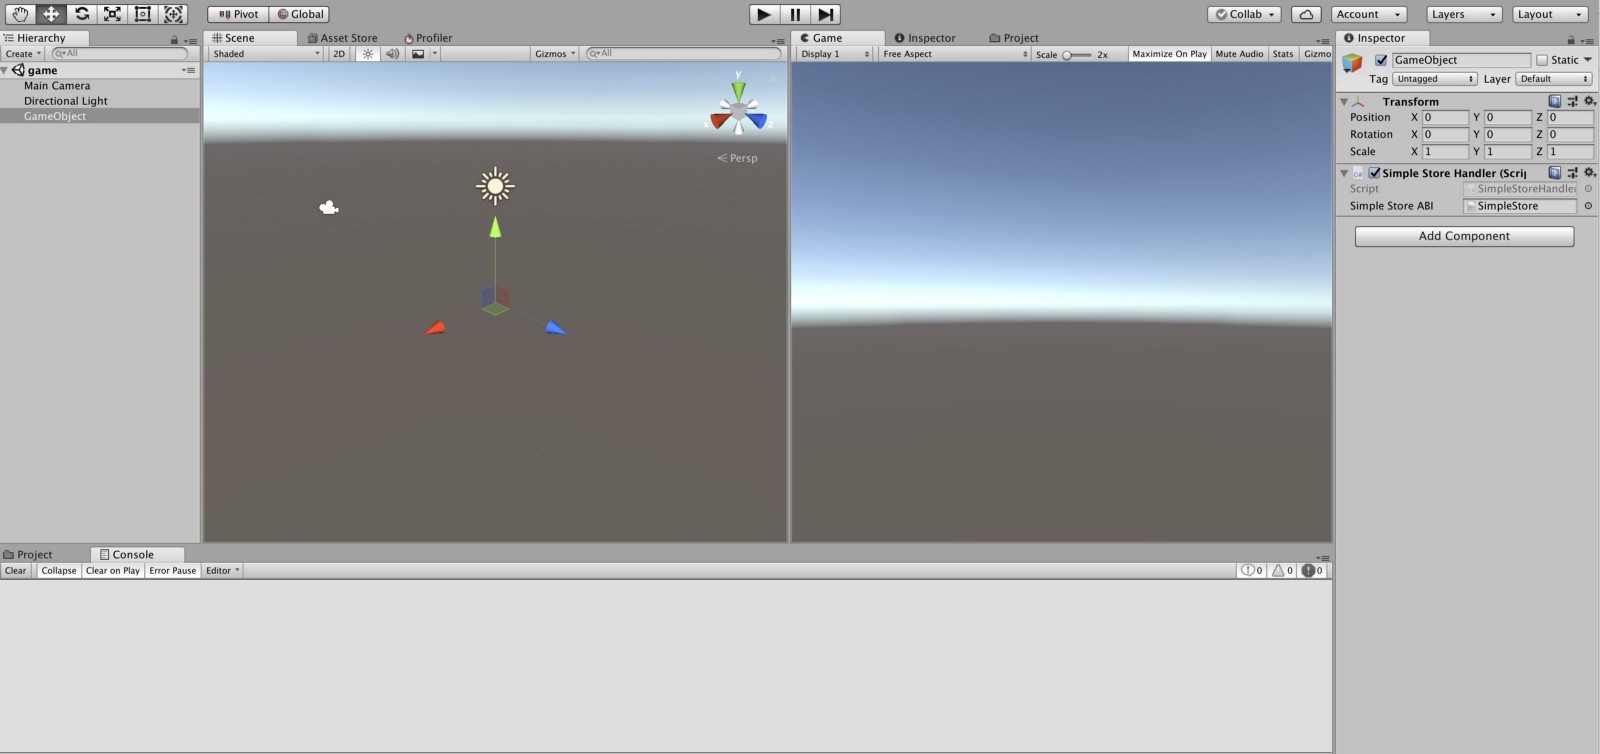 Pivot Global Collab Account Layers Layout
Hierarchy
Create All
game
Main Camera
Directional Light
GameObject
Scene Asset Store Profiler
Shaded 2D Gizmos All
y
x z
Persp
Game Inspector Project
Display 1 Free Aspect Scale 2x Maximize On Play Mute Audio Stats Gizmo
Inspector
GameObject Static
Tag Untagged Layer Default
Transform
Position X 0 Y 0 Z 0
Rotation X 0 Y 0 Z 0
Scale X 1 Y 1 Z 1
Simple Store Handler (Scrip
Script SimpleStoreHandler
Simple Store ABI SimpleStore
Add Component
Project Console
Clear Collapse Clear on Play Error Pause Editor 0 0 0